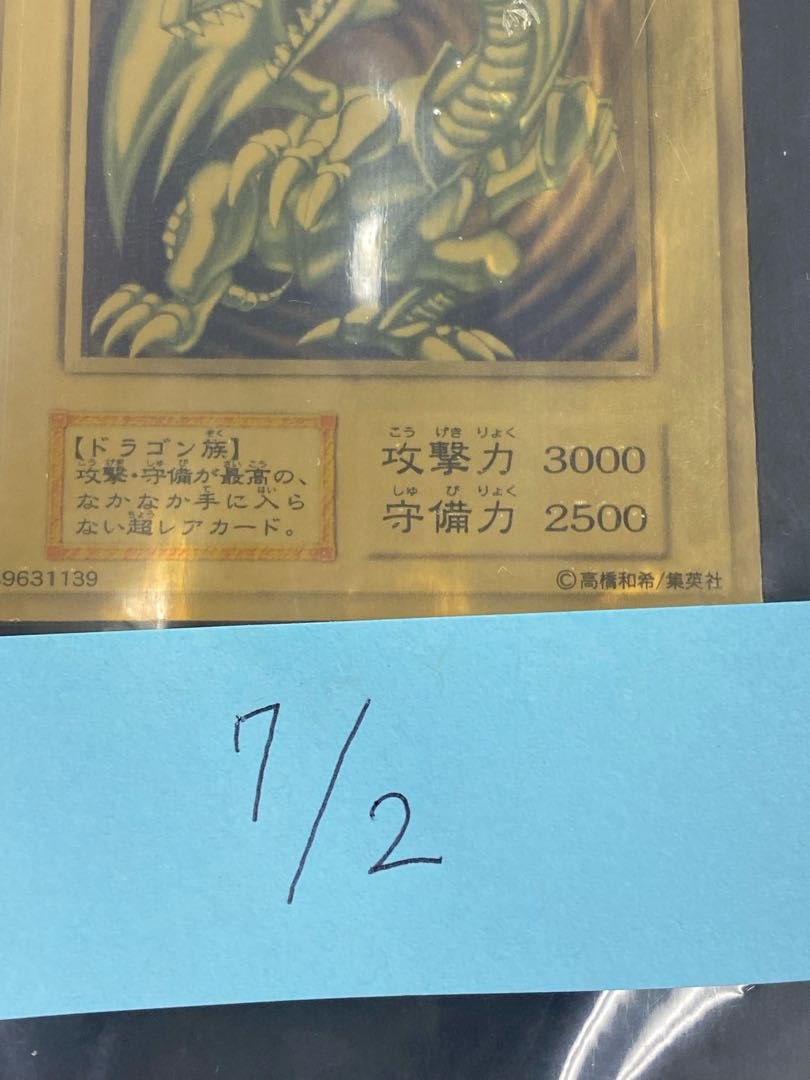 【ドラゴン族】
攻撃・守備が最高の、
なかなか手に入ら
ない超レアカード。
こうげきりょく
攻撃力 3000
しゅびりょく
守備力 2500
9631139
©高橋和希/集英社
7/2